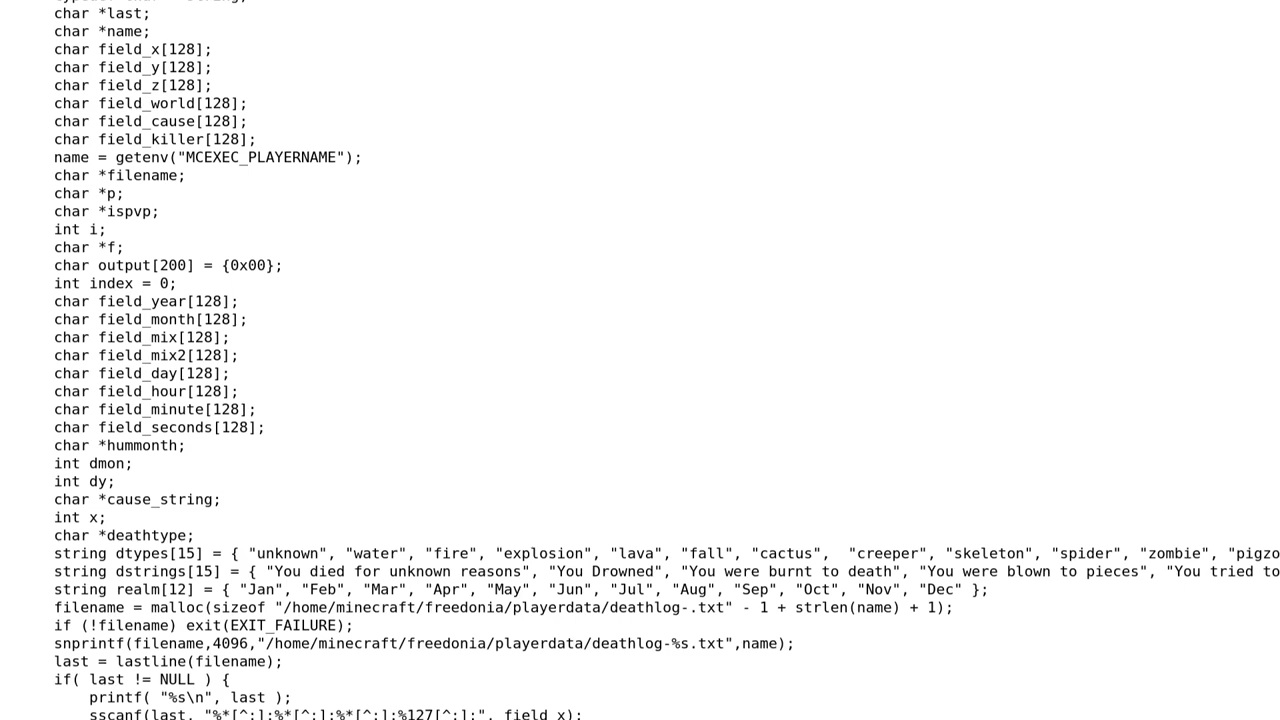 char *last;
char *name;
char field_x[128];
char field_y[128];
char field_z[128];
char field_world[128];
char field_cause[128];
char field_killer[128];
name = getenv("MCEXEC_PLAYERNAME");
char *filename;
char *p;
char *ispvp;
int i;
char *f;
char output[200] = {0x00};
int index = 0;
char field_year[128];
char field_month[128];
char field_mix[128];
char field_mix2[128];
char field_day[128];
char field_hour[128];
char field_minute[128];
char field_seconds[128];
char *hummonth;
int dmon;
int dy;
char *cause_string;
int x;
char *deathtype;
string dtypes[15] = { "unknown", "water", "fire", "explosion", "lava", "fall", "cactus",  "creeper", "skeleton", "spider", "zombie", "pigzo
string dstrings[15] = { "You died for unknown reasons", "You Drowned", "You were burnt to death", "You were blown to pieces", "You tried to
string realm[12] = { "Jan", "Feb", "Mar", "Apr", "May", "Jun", "Jul", "Aug", "Sep", "Oct", "Nov", "Dec" };
filename = malloc(sizeof "/home/minecraft/freedonia/playerdata/deathlog-.txt" - 1 + strlen(name) + 1);
if (!filename) exit(EXIT_FAILURE);
snprintf(filename,4096,"/home/minecraft/freedonia/playerdata/deathlog-%s.txt",name);
last = lastline(filename);
if( last != NULL ) {
printf( "%s\n", last );
sscanf(last, "%*[^;];%*[^;];%*[^;];%127[^;];", field_x);